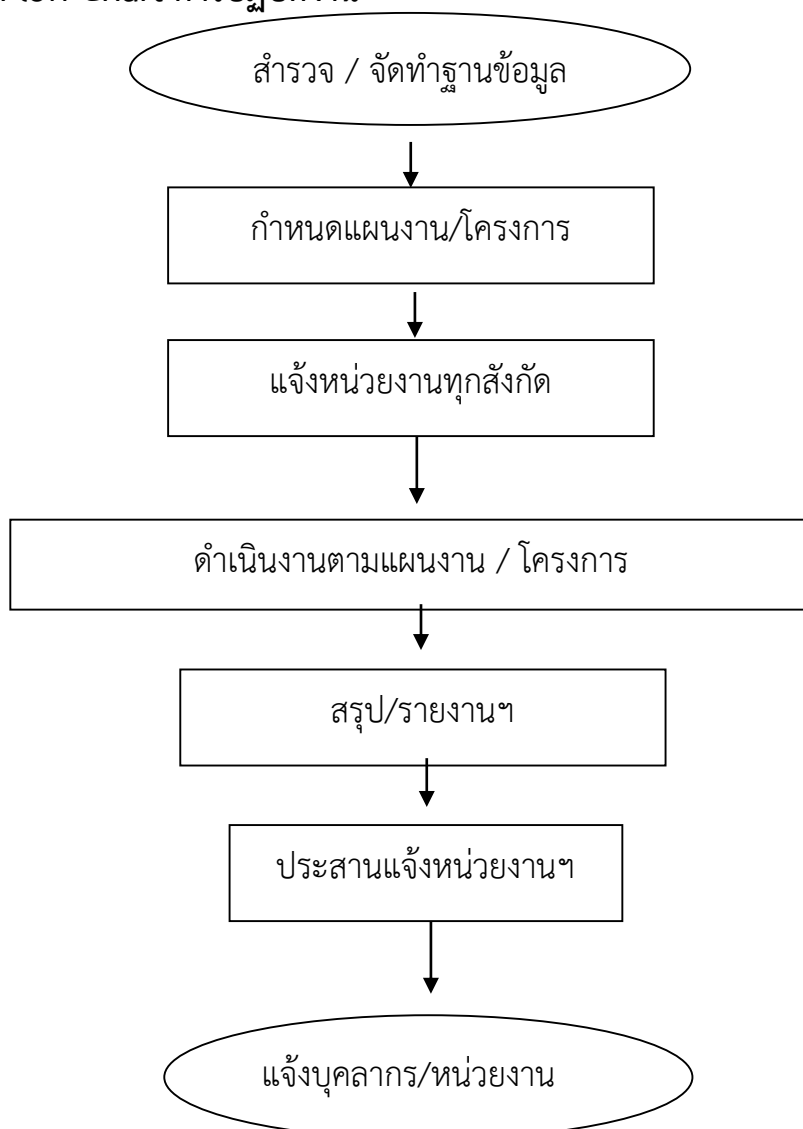 สำรวจ / จัดทำฐานข้อมูล
กำหนดแผนงาน/โครงการ
แจ้งหน่วยงานทุกสังกัด
ดำเนินงานตามแผนงาน / โครงการ
สรุป/รายงานฯ
ประสานแจ้งหน่วยงานฯ
แจ้งบุคลากร/หน่วยงาน